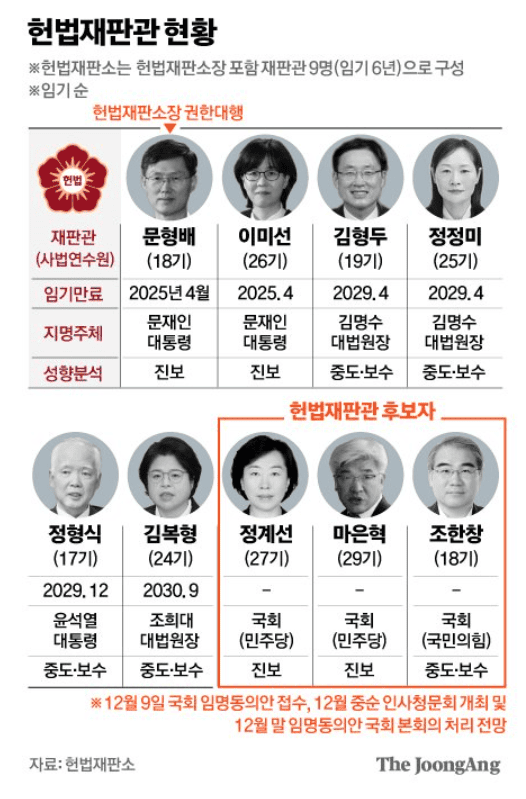 헌법재판관 현황
※헌법재판소는 헌법재판소장 포함 재판관 9명(임기 6년)으로 구성
※임기 순
헌법재판소장 권한대행
헌법
재판관
(사법연수원)
문형배
(18기)
이미선
(26기)
김형두
(19기)
정정미
(25기)
임기만료
2025년 4월
2025. 4
2029. 4
2029. 4
지명주체
문재인
대통령
문재인
대통령
김명수
대법원장
김명수
대법원장
성향분석
진보
진보
중도·보수
중도·보수
헌법재판관 후보자
정형식
(17기)
김복형
(24기)
정계선
(27기)
마은혁
(29기)
조한창
(18기)
2029. 12
2030. 9
–
–
–
윤석열
대통령
조희대
대법원장
국회
(민주당)
국회
(민주당)
국회
(국민의힘)
중도·보수
중도·보수
진보
진보
중도·보수
※12월 9일 국회 임명동의안 접수, 12월 중순 인사청문회 개최 및
12월 말 임명동의안 국회 본회의 처리 전망
자료: 헌법재판소
The JoongAng